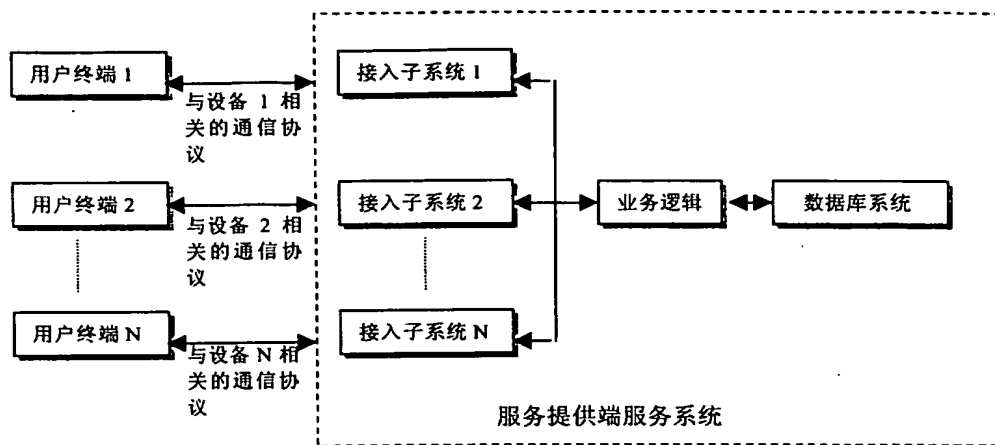 用户终端 1
接入子系统 1
与设备 1 相
关的通信协
议
用户终端 2
接入子系统 2
业务逻辑
数据库系统
与设备 2 相
关的通信协
议
用户终端 N
接入子系统 N
与设备 N 相
关的通信协
议
服务提供端服务系统